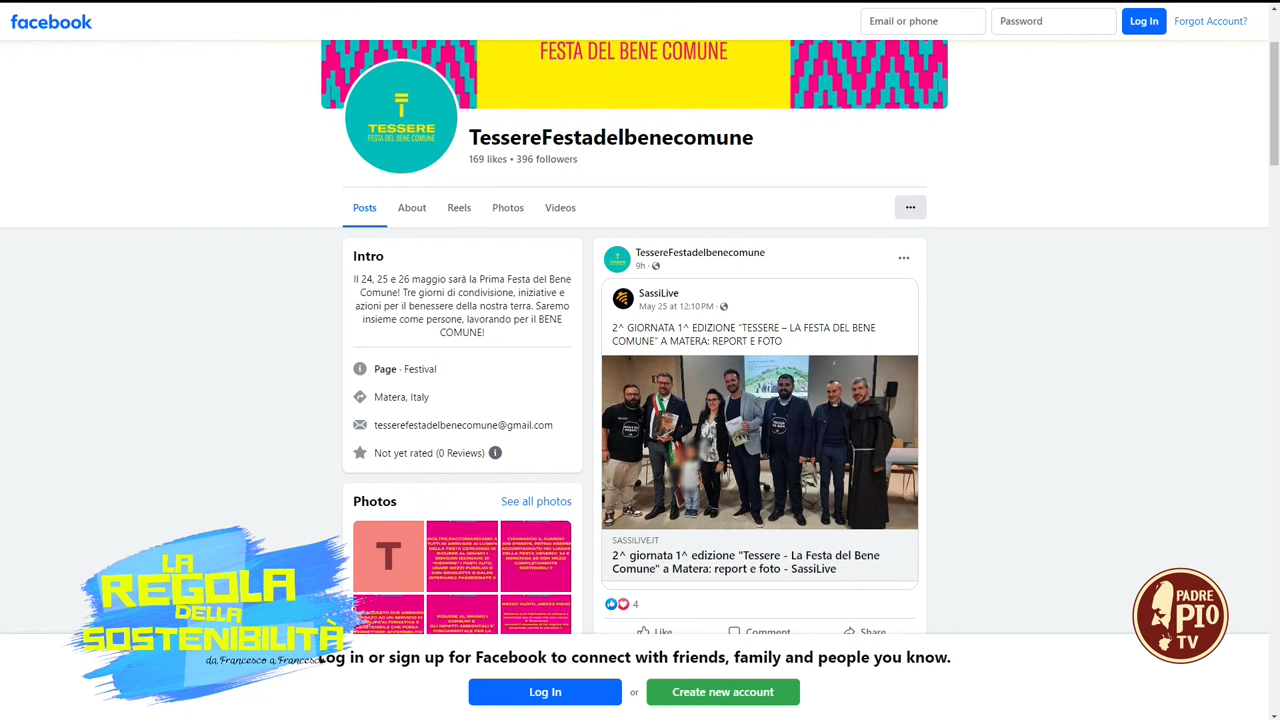 facebook
Email or phone
Password
Log In
Forgot Account?
FESTA DEL BENE COMUNE
TESSERE
FESTA DEL BENE COMUNE
TessereFestadelbenecomune
169 likes • 396 followers
Posts
About
Reels
Photos
Videos
Intro
Il 24, 25 e 26 maggio sarà la Prima Festa del Bene
Comune! Tre giorni di condivisione, iniziative e
azioni per il benessere della nostra terra. Saremo
insieme come persone, lavorando per il BENE
COMUNE!
Page · Festival
Matera, Italy
tesserefestadelbenecomune@gmail.com
Not yet rated (0 Reviews)
Photos
See all photos
T
TessereFestadelbenecomune
9h
SassiLive
May 25 at 12:10 PM
2^ GIORNATA 1^ EDIZIONE "TESSERE – LA FESTA DEL BENE
COMUNE" A MATERA: REPORT E FOTO
SASSILIVE.IT
2^ giornata 1^ edizione "Tessere - La Festa del Bene
Comune" a Matera: report e foto - SassiLive
4
Like
Comment
Share
LA
REGOLA
DELLA
SOSTENIBILITÀ
da Francesco a Francesco
PADRE
PIO
TV
Log in or sign up for Facebook to connect with friends, family and people you know.
Log In
or
Create new account